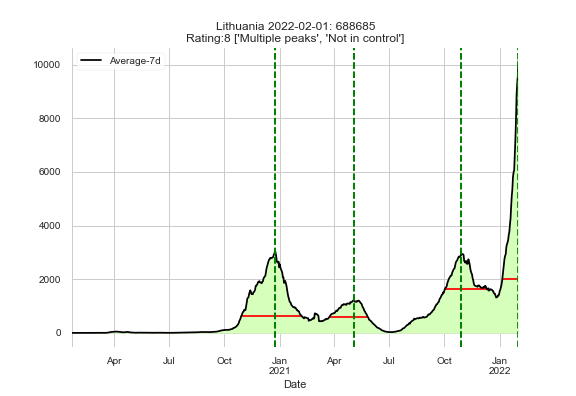 Lithuania 2022-02-01: 688685
Rating:8 ['Multiple peaks', 'Not in control']
Average-7d
10000
8000
6000
4000
2000
0
Apr
Jul
Oct
Jan
2021
Apr
Jul
Oct
Jan
2022
Date